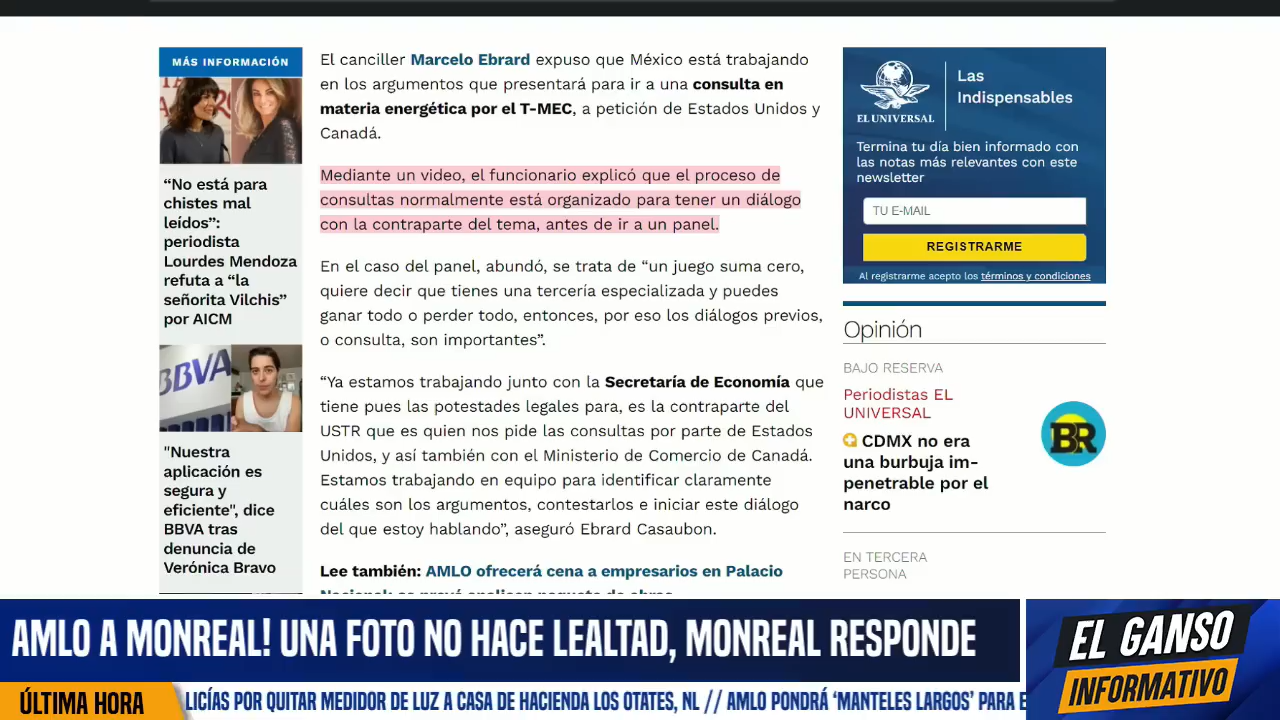 MÁS INFORMACIÓN
“No está para
chistes mal
leídos”:
periodista
Lourdes Mendoza
refuta a “la
señorita Vilchis”
por AICM
BBVA
"Nuestra
aplicación es
segura y
eficiente", dice
BBVA tras
denuncia de
Verónica Bravo
El canciller Marcelo Ebrard expuso que México está trabajando
en los argumentos que presentará para ir a una consulta en
materia energética por el T-MEC, a petición de Estados Unidos y
Canadá.
Mediante un video, el funcionario explicó que el proceso de
consultas normalmente está organizado para tener un diálogo
con la contraparte del tema, antes de ir a un panel.
En el caso del panel, abundó, se trata de “un juego suma cero,
quiere decir que tienes una tercería especializada y puedes
ganar todo o perder todo, entonces, por eso los diálogos previos,
o consulta, son importantes”.
“Ya estamos trabajando junto con la Secretaría de Economía que
tiene pues las potestades legales para, es la contraparte del
USTR que es quien nos pide las consultas por parte de Estados
Unidos, y así también con el Ministerio de Comercio de Canadá.
Estamos trabajando en equipo para identificar claramente
cuáles son los argumentos, contestarlos e iniciar este diálogo
del que estoy hablando”, aseguró Ebrard Casaubon.
Lee también: AMLO ofrecerá cena a empresarios en Palacio
EL UNIVERSAL
Las
Indispensables
Termina tu día bien informado con
las notas más relevantes con este
newsletter
TU E-MAIL
REGISTRARME
Al registrarme acepto los términos y condiciones
Opinión
BAJO RESERVA
Periodistas EL
UNIVERSAL
CDMX no era
una burbuja im-
penetrable por el
narco
BR
EN TERCERA
PERSONA
AMLO A MONREAL! UNA FOTO NO HACE LEALTAD, MONREAL RESPONDE
EL GANSO
INFORMATIVO
ÚLTIMA HORA
LICÍAS POR QUITAR MEDIDOR DE LUZ A CASA DE HACIENDA LOS OTATES, NL // AMLO PONDRÁ ‘MANTELES LARGOS’ PARA E